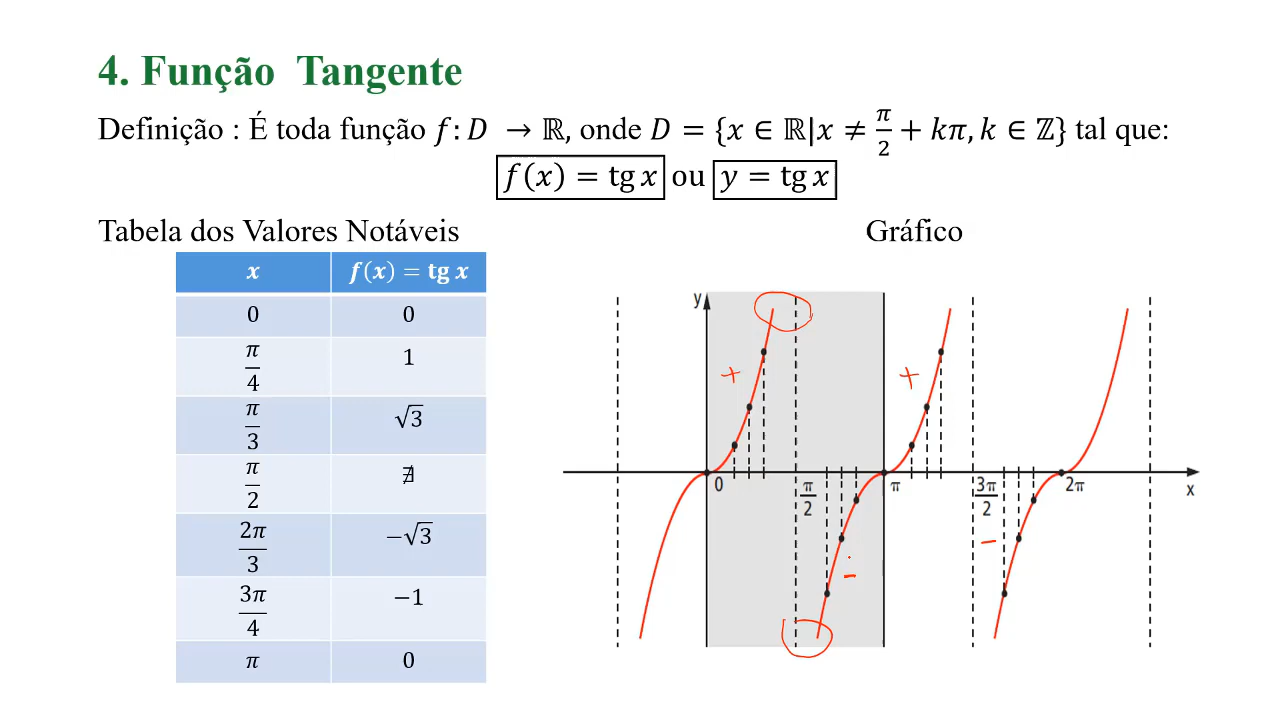 4. Função Tangente
Definição : É toda função f: D → ℝ, onde D = {x ∈ ℝ|x ≠ π/2 + kπ, k ∈ ℤ} tal que:
f(x) = tg x ou y = tg x
Tabela dos Valores Notáveis
x f(x) = tg x
0 0
π/4 1
π/3 √3
π/2 ∄
2π/3 −√3
3π/4 −1
π 0
Gráfico
y
+ +
0 π/2 π 3π/2 2π x
− −